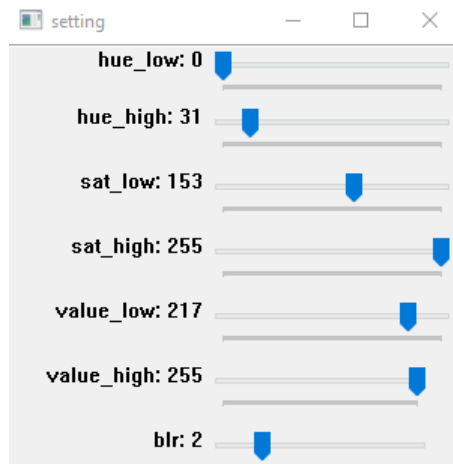 setting
hue_low: 0
hue_high: 31
sat_low: 153
sat_high: 255
value_low: 217
value_high: 255
blr: 2